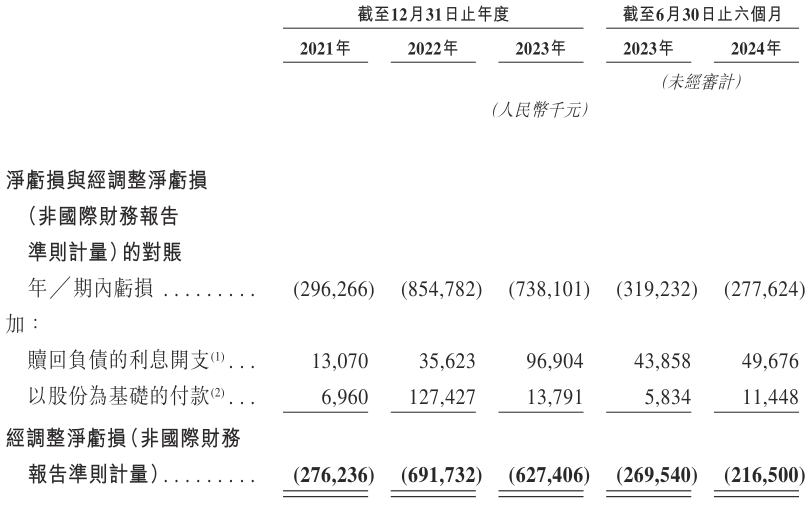 截至12月31日止年度 截至6月30日止六個月
2021年 2022年 2023年 2023年 2024年
(未經審計)
(人民幣千元)
淨虧損與經調整淨虧損
（非國際財務報告
準則計量）的對賬
年／期內虧損 ......... (296,266) (854,782) (738,101) (319,232) (277,624)
加：
贖回負債的利息開支(1)... 13,070 35,623 96,904 43,858 49,676
以股份為基礎的付款(2)... 6,960 127,427 13,791 5,834 11,448
經調整淨虧損（非國際財務
報告準則計量）......... (276,236) (691,732) (627,406) (269,540) (216,500)